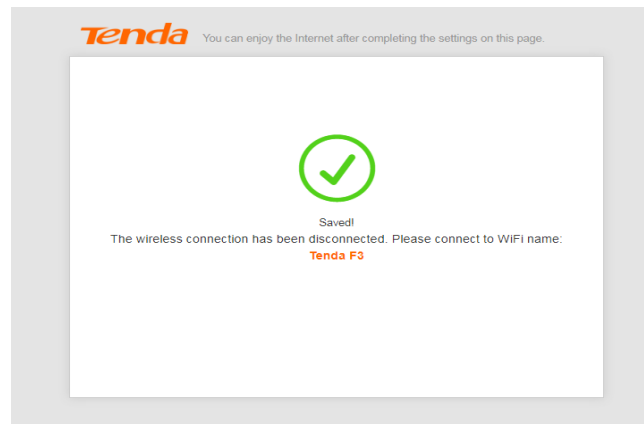 Tenda You can enjoy the Internet after completing the settings on this page.
Saved!
The wireless connection has been disconnected. Please connect to WiFi name:
Tenda F3